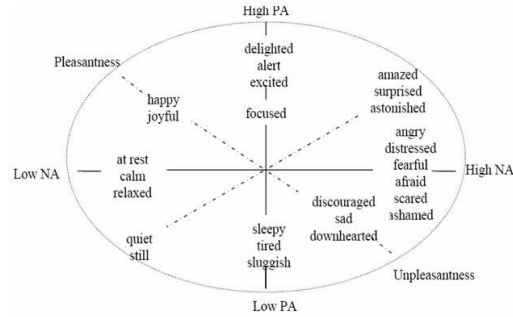 High PA
delighted
alert
excited
focused
Pleasantness
happy
joyful
amazed
surprised
astonished
Low NA
at rest
calm
relaxed
angry
distressed
fearful
afraid
scared
ashamed
High NA
discouraged
sad
downhearted
quiet
still
sleepy
tired
sluggish
Unpleasantness
Low PA